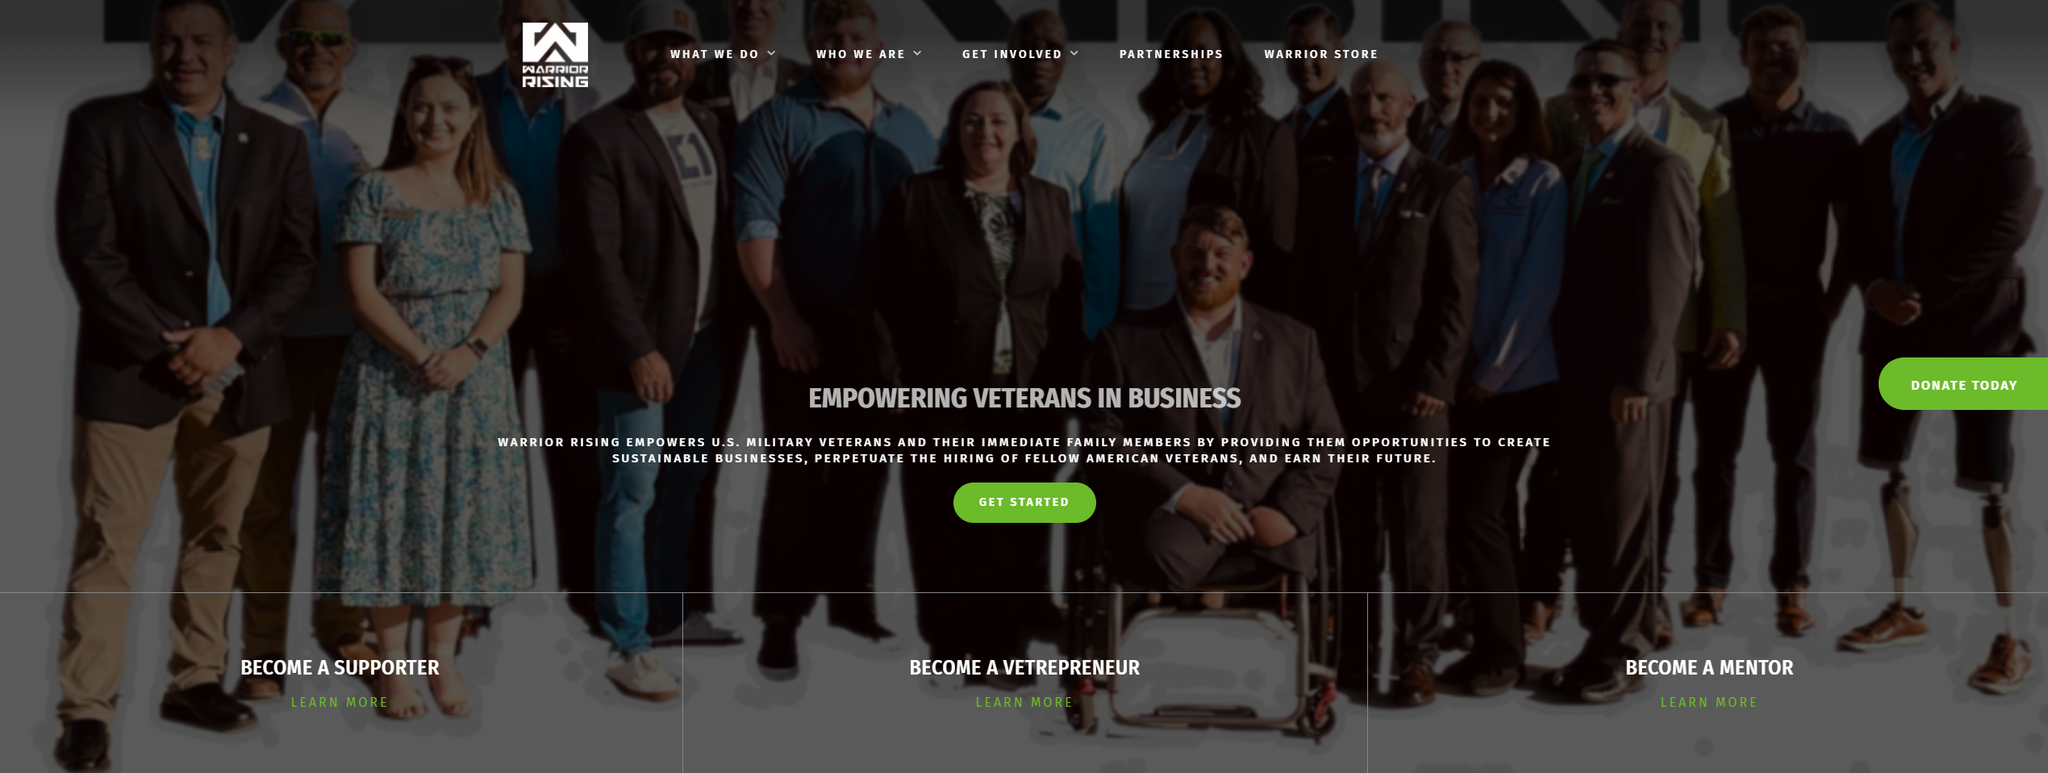 WARRIOR
RISING
WHAT WE DO
WHO WE ARE
GET INVOLVED
PARTNERSHIPS
WARRIOR STORE
DONATE TODAY
EMPOWERING VETERANS IN BUSINESS
WARRIOR RISING EMPOWERS U.S. MILITARY VETERANS AND THEIR IMMEDIATE FAMILY MEMBERS BY PROVIDING THEM OPPORTUNITIES TO CREATE
SUSTAINABLE BUSINESSES, PERPETUATE THE HIRING OF FELLOW AMERICAN VETERANS, AND EARN THEIR FUTURE.
GET STARTED
BECOME A SUPPORTER
LEARN MORE
BECOME A VETREPRENEUR
LEARN MORE
BECOME A MENTOR
LEARN MORE